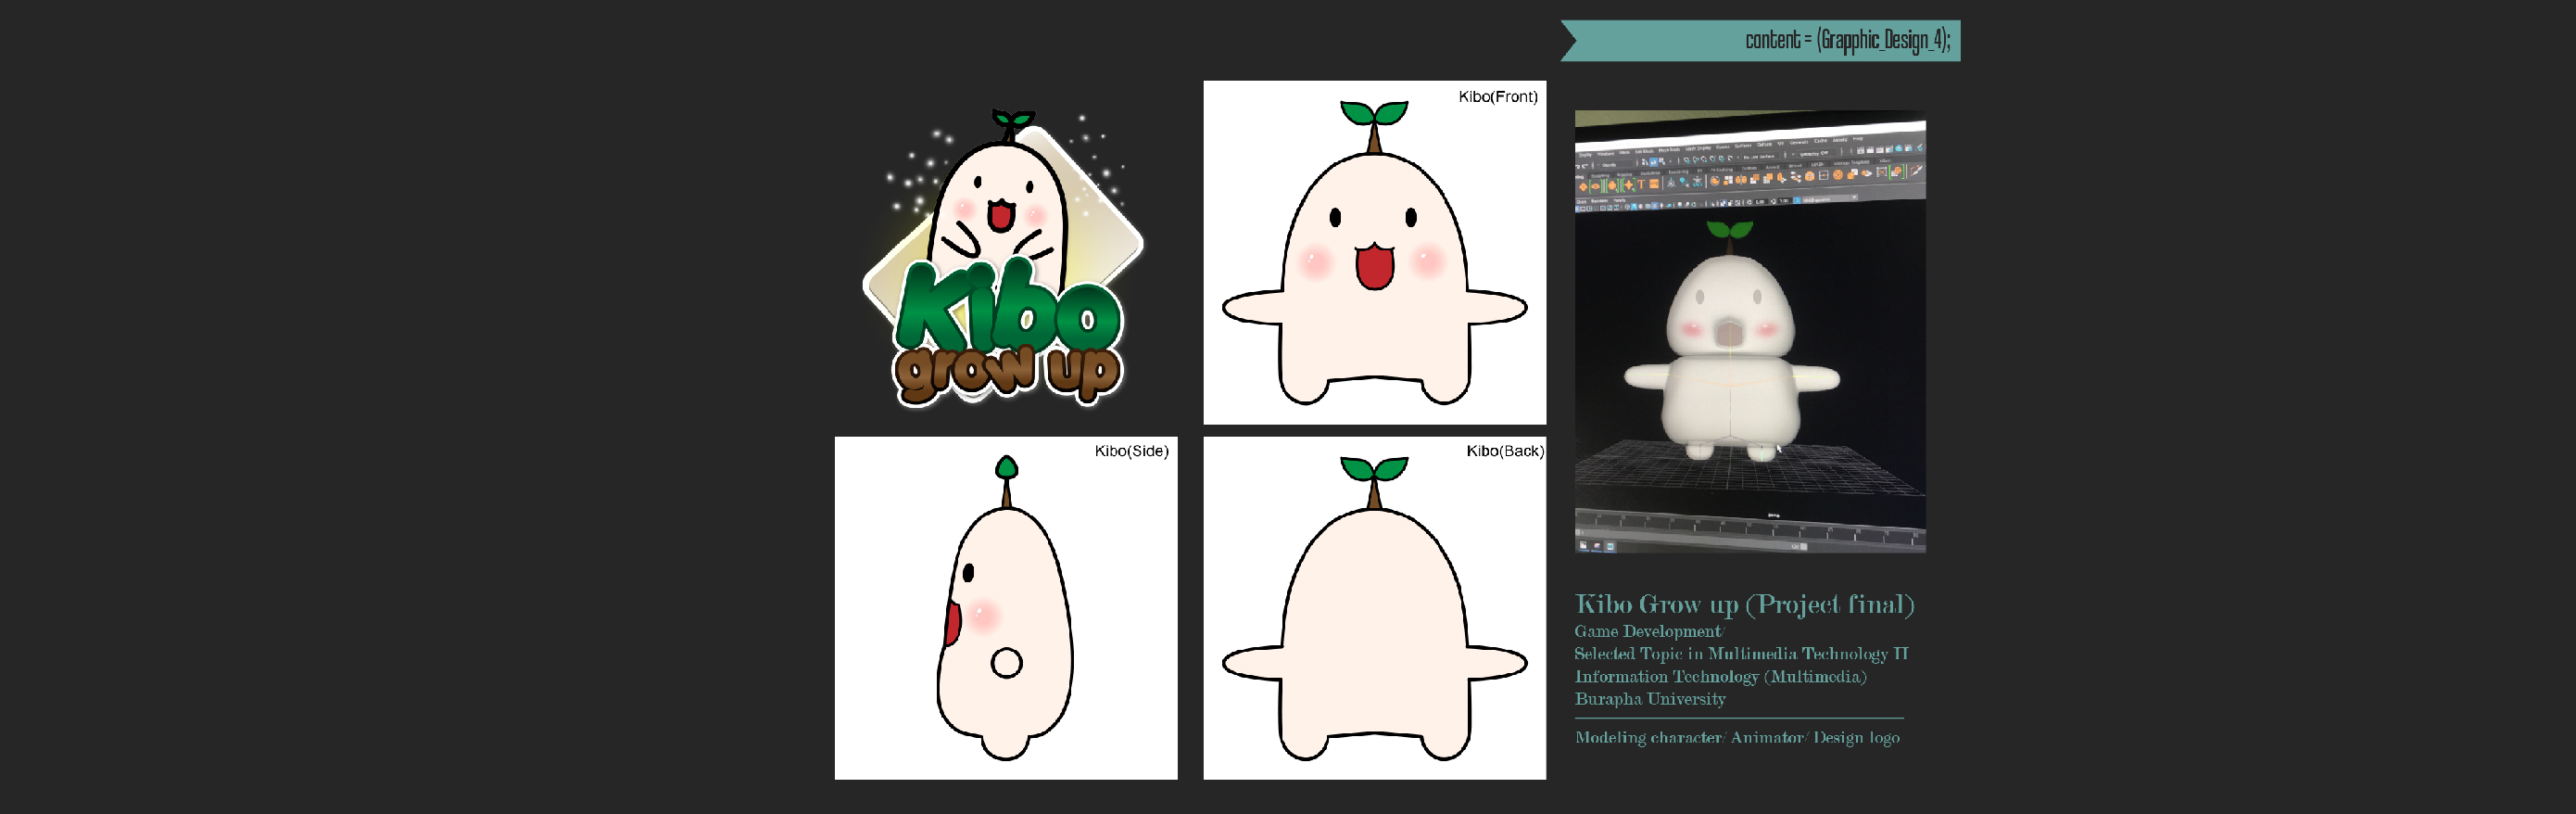 content = (Grapphic_Design_4);
Kibo
grow up
Kibo(Front)
Kibo(Side)
Kibo(Back)
Kibo Grow up (Project final)
Game Development/
Selected Topic in Multimedia Technology II
Information Technology (Multimedia)
Burapha University
Modeling character/ Animator/ Design logo